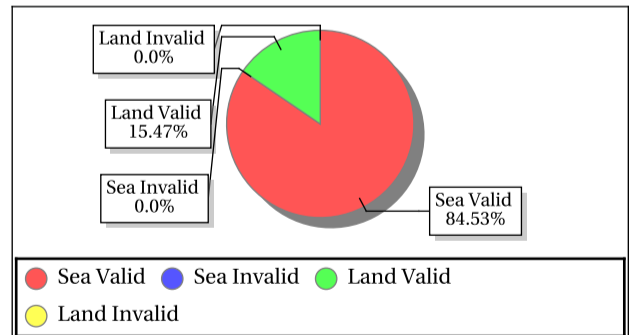 Land Invalid
0.0%
Land Valid
15.47%
Sea Invalid
0.0%
Sea Valid
84.53%
Sea Valid Sea Invalid Land Valid
Land Invalid